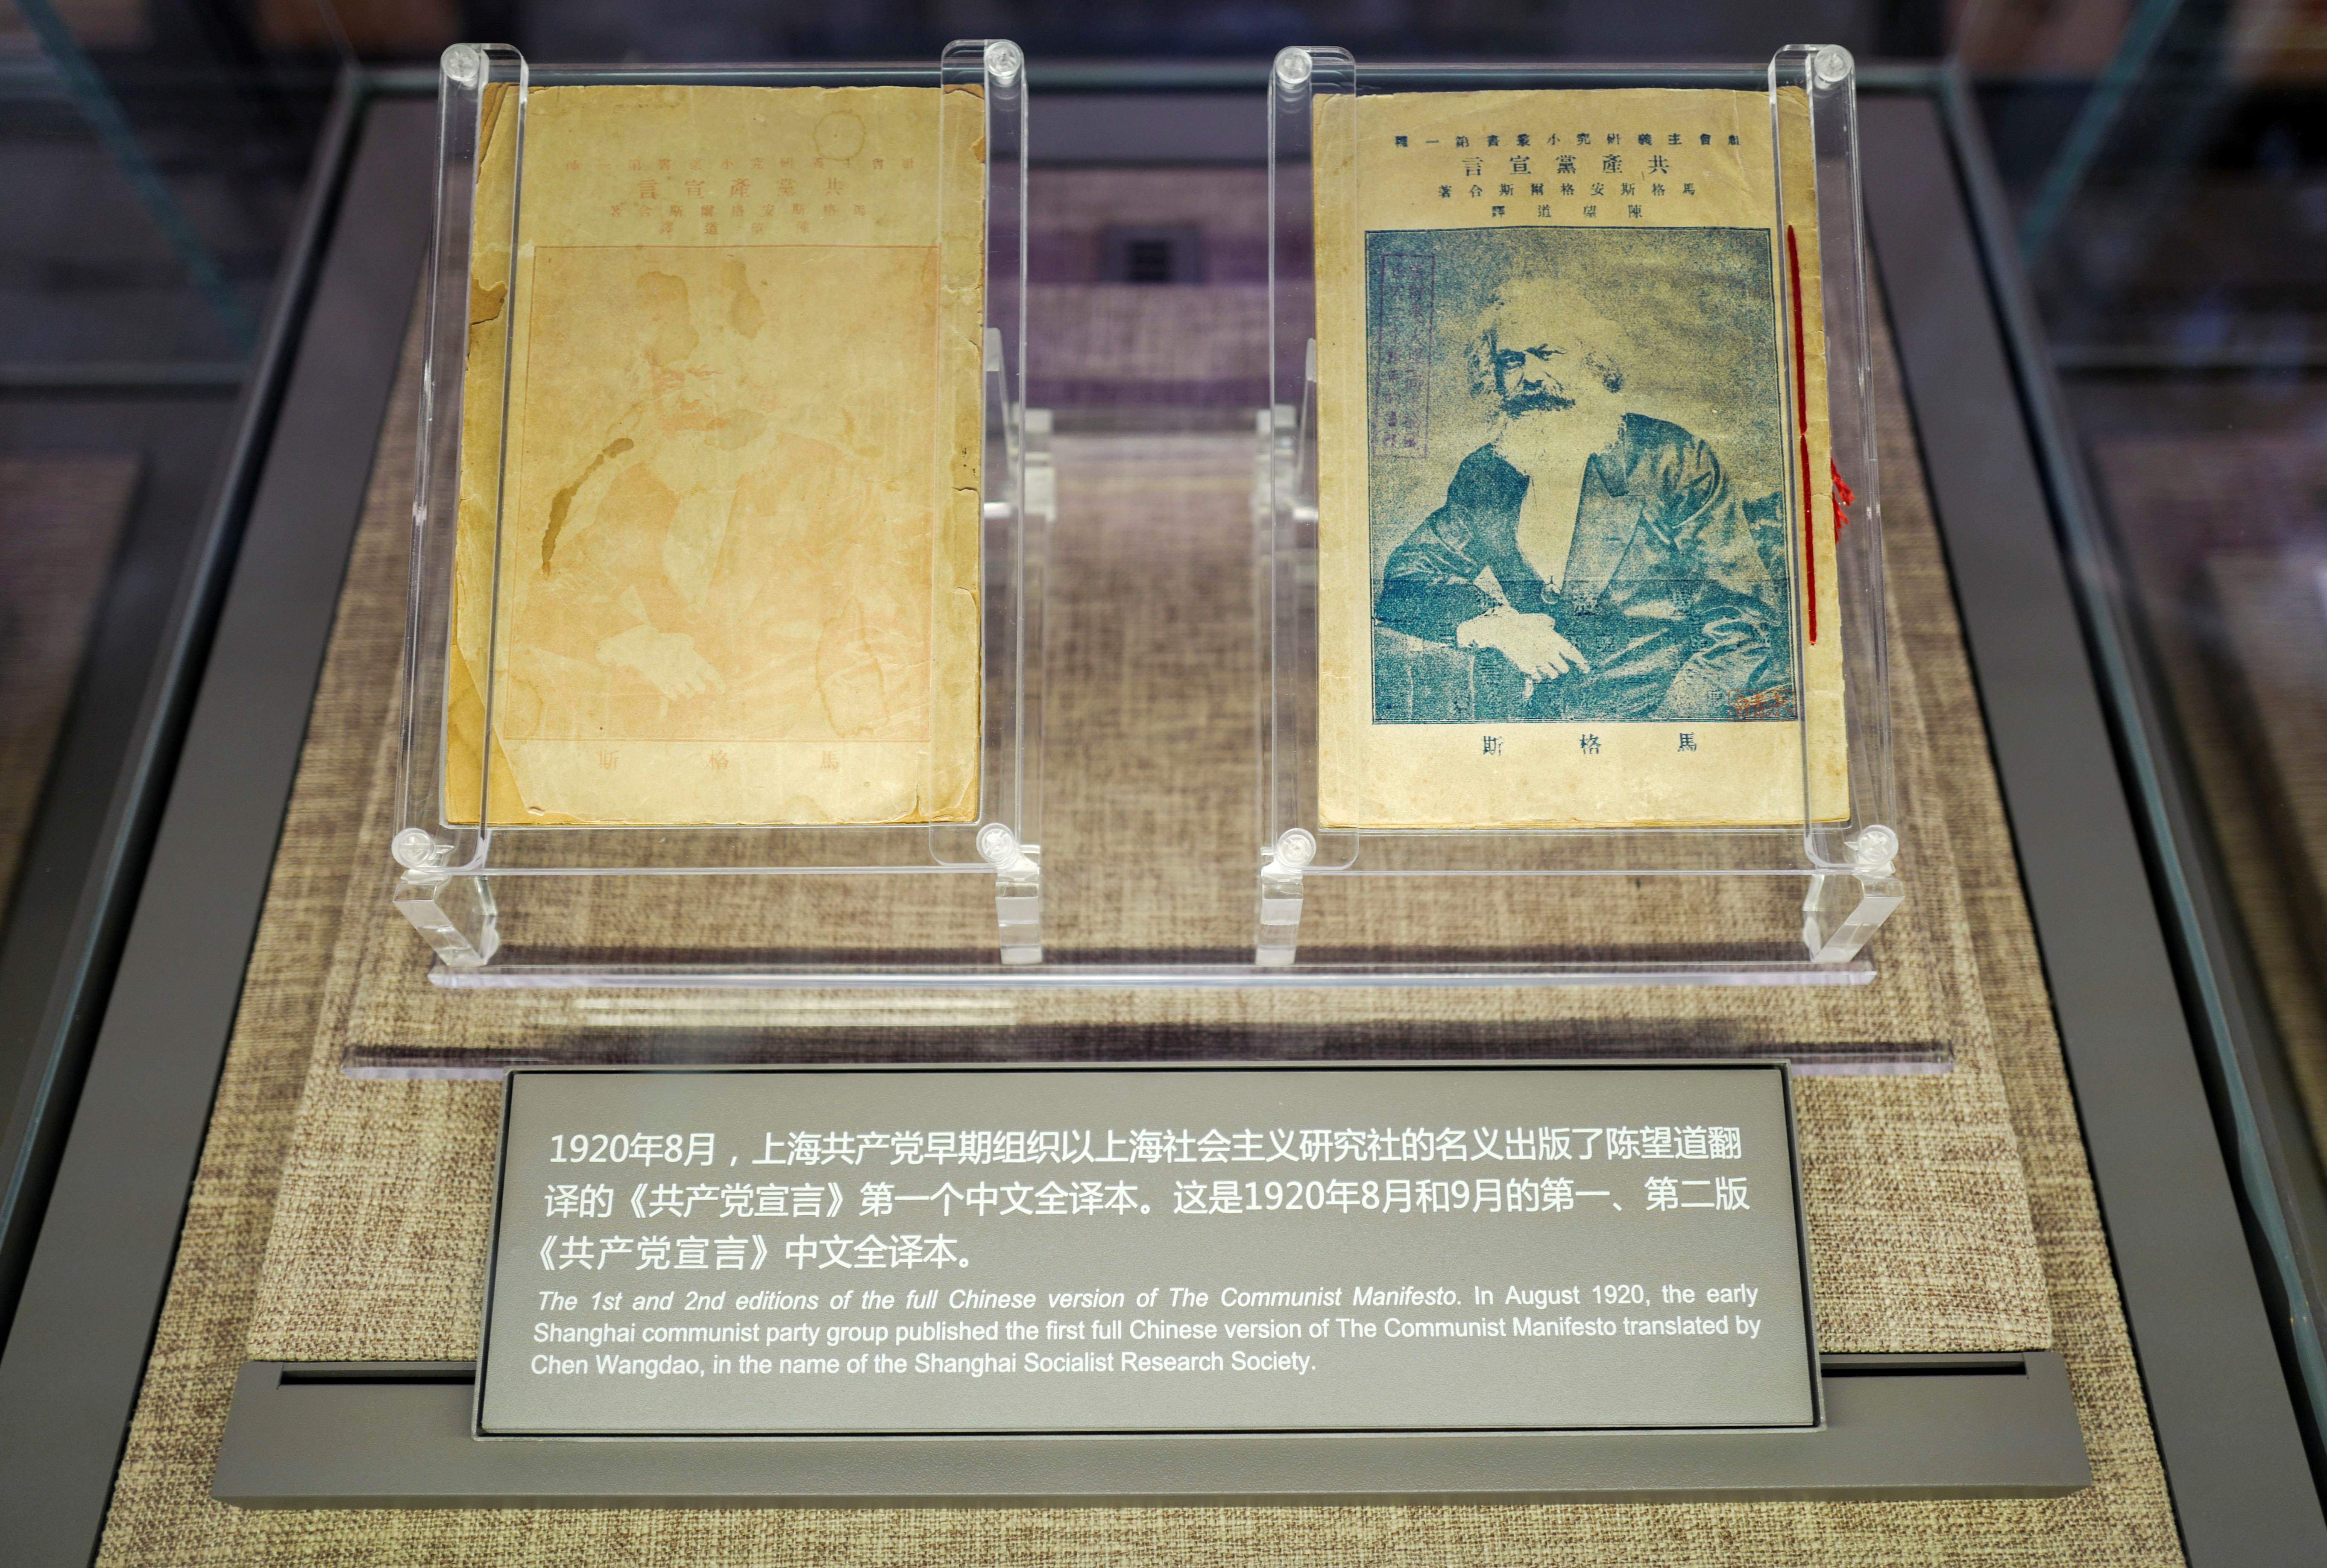 社會主義研究小叢書第一種
共黨產宣言
馬格斯安格爾斯合著
陳望道譯
馬格斯
社會主義研究小叢書第一種
共產黨宣言
馬格斯安格爾斯合著
陳望道譯
馬格斯
1920年8月，上海共产党早期组织以上海社会主义研究社的名义出版了陈望道翻
译的《共产党宣言》第一个中文全译本。这是1920年8月和9月的第一、第二版
《共产党宣言》中文全译本。
The 1st and 2nd editions of the full Chinese version of The Communist Manifesto. In August 1920, the early
Shanghai communist party group published the first full Chinese version of The Communist Manifesto translated by
Chen Wangdao, in the name of the Shanghai Socialist Research Society.